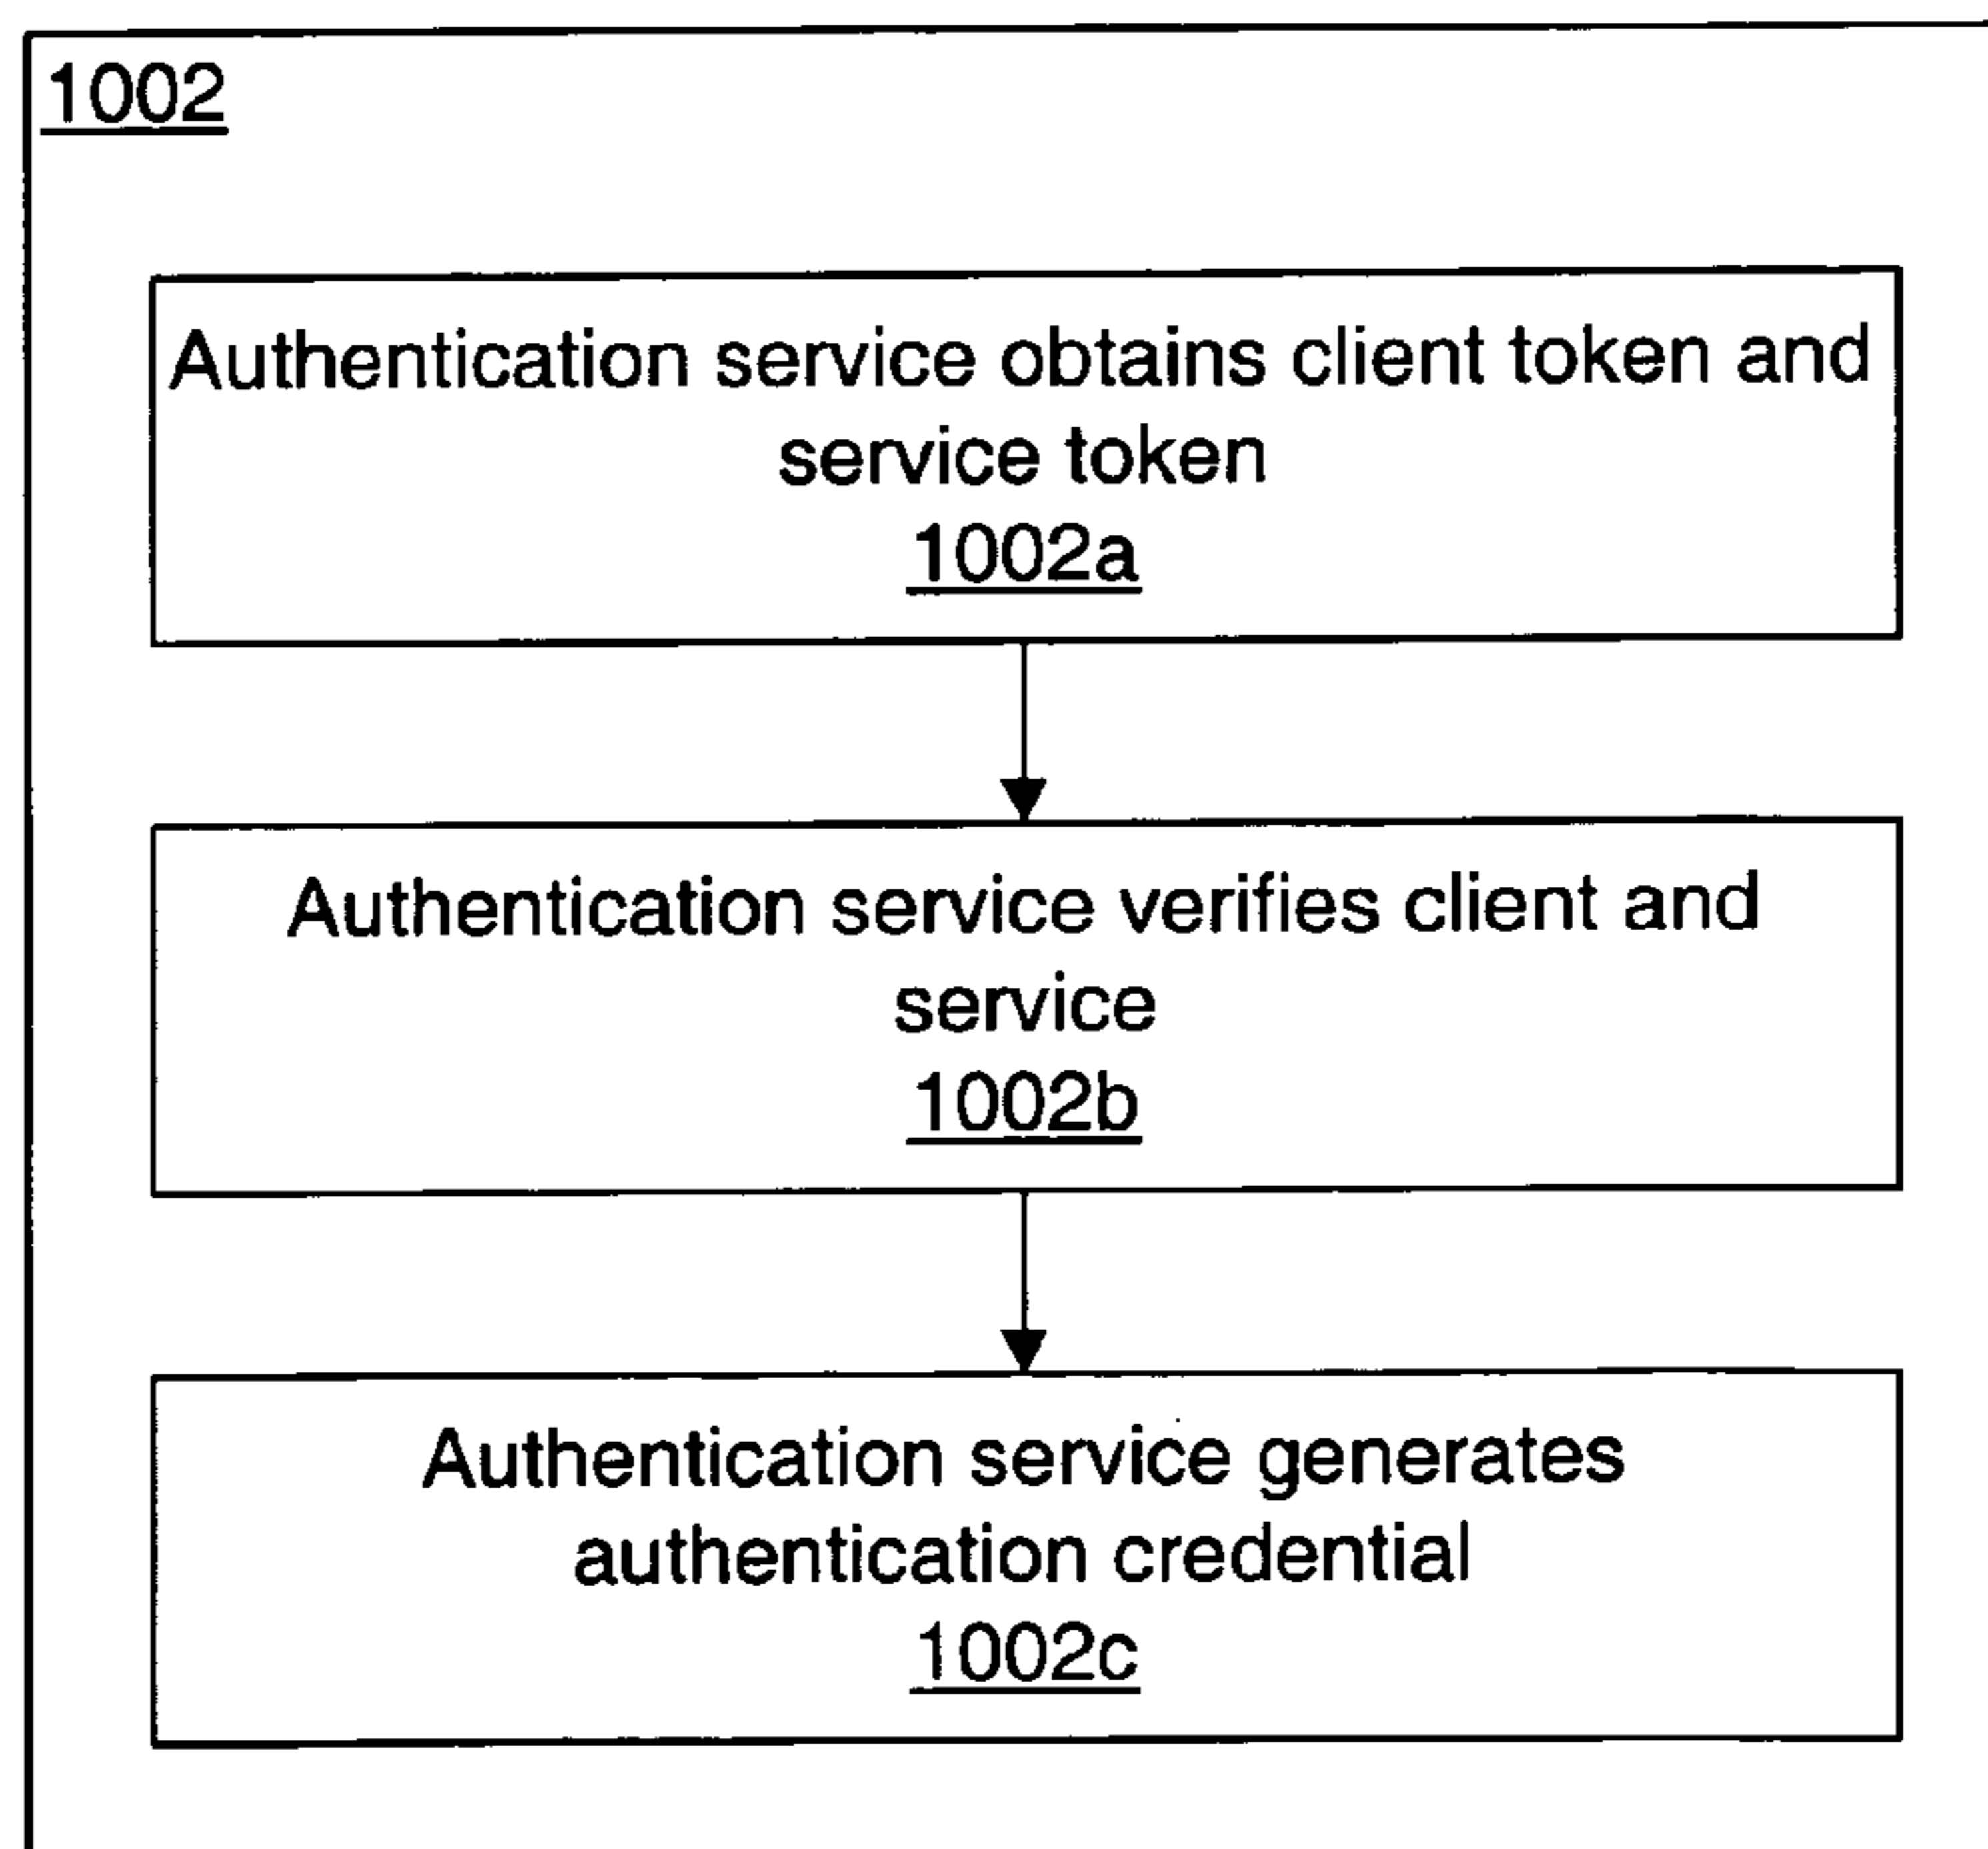 1002
Authentication service obtains client token and
service token
1002a
Authentication service verifies client and
service
1002b
Authentication service generates
authentication credential
1002c